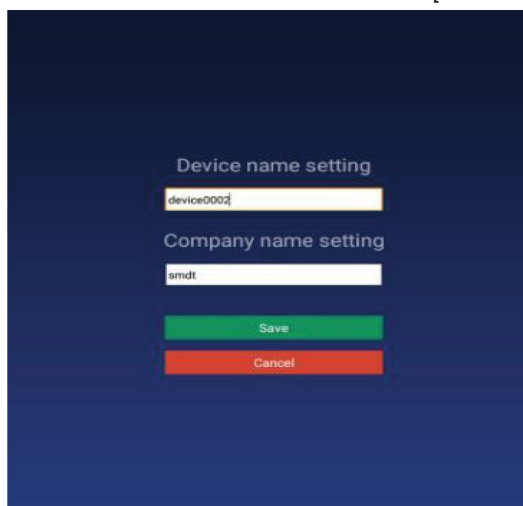 Device name setting
device0002
Company name setting
smdt
Save
Cancel